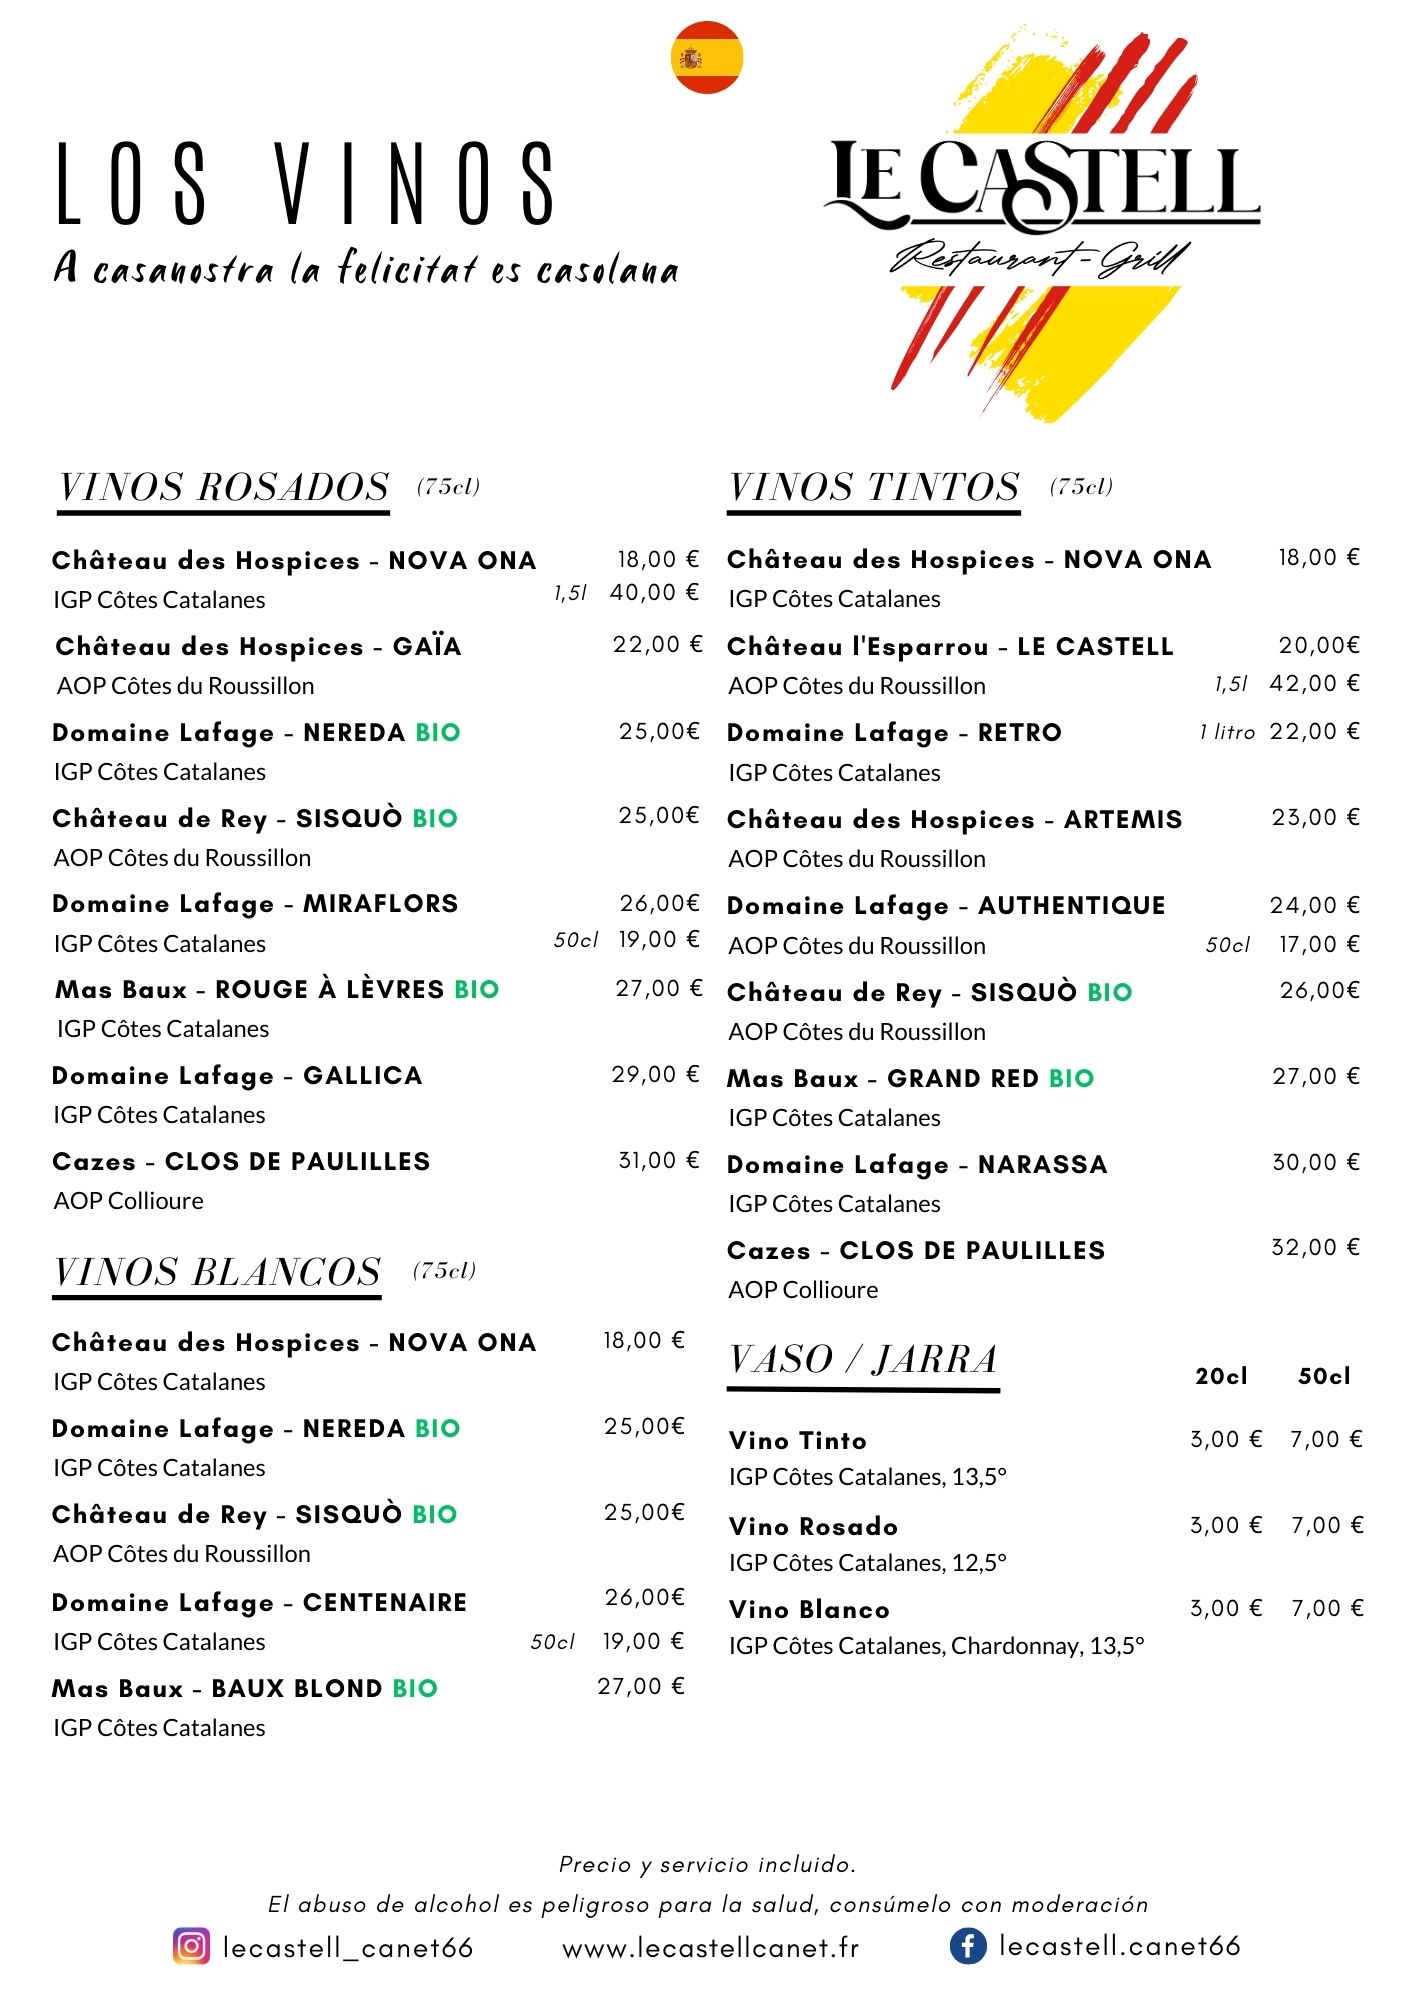 LOS VINOS
A casanostra la felicitat es casolana
LE CASTELL
Restaurant-Grill
VINOS ROSADOS (75cl)
Château des Hospices - NOVA ONA 18,00 €
IGP Côtes Catalanes 1,5l 40,00 €
Château des Hospices - GAÏA 22,00 €
AOP Côtes du Roussillon
Domaine Lafage - NEREDA BIO 25,00€
IGP Côtes Catalanes
Château de Rey - SISQUÒ BIO 25,00€
AOP Côtes du Roussillon
Domaine Lafage - MIRAFLORS 26,00€
IGP Côtes Catalanes 50cl 19,00 €
Mas Baux - ROUGE À LÈVRES BIO 27,00 €
IGP Côtes Catalanes
Domaine Lafage - GALLICA 29,00 €
IGP Côtes Catalanes
Cazes - CLOS DE PAULILLES 31,00 €
AOP Collioure
VINOS BLANCOS (75cl)
Château des Hospices - NOVA ONA 18,00 €
IGP Côtes Catalanes
Domaine Lafage - NEREDA BIO 25,00€
IGP Côtes Catalanes
Château de Rey - SISQUÒ BIO 25,00€
AOP Côtes du Roussillon
Domaine Lafage - CENTENAIRE 26,00€
IGP Côtes Catalanes 50cl 19,00 €
Mas Baux - BAUX BLOND BIO 27,00 €
IGP Côtes Catalanes
VINOS TINTOS (75cl)
Château des Hospices - NOVA ONA 18,00 €
IGP Côtes Catalanes
Château l'Esparrou - LE CASTELL 20,00€
AOP Côtes du Roussillon 1,5l 42,00 €
Domaine Lafage - RETRO 1 litro 22,00 €
IGP Côtes Catalanes
Château des Hospices - ARTEMIS 23,00 €
AOP Côtes du Roussillon
Domaine Lafage - AUTHENTIQUE 24,00 €
AOP Côtes du Roussillon 50cl 17,00 €
Château de Rey - SISQUÒ BIO 26,00€
AOP Côtes du Roussillon
Mas Baux - GRAND RED BIO 27,00 €
IGP Côtes Catalanes
Domaine Lafage - NARASSA 30,00 €
IGP Côtes Catalanes
Cazes - CLOS DE PAULILLES 32,00 €
AOP Collioure
VASO / JARRA 20cl 50cl
Vino Tinto 3,00 € 7,00 €
IGP Côtes Catalanes, 13,5°
Vino Rosado 3,00 € 7,00 €
IGP Côtes Catalanes, 12,5°
Vino Blanco 3,00 € 7,00 €
IGP Côtes Catalanes, Chardonnay, 13,5°
Precio y servicio incluido.
El abuso de alcohol es peligroso para la salud, consúmelo con moderación
lecastell_canet66 www.lecastellcanet.fr lecastell.canet66